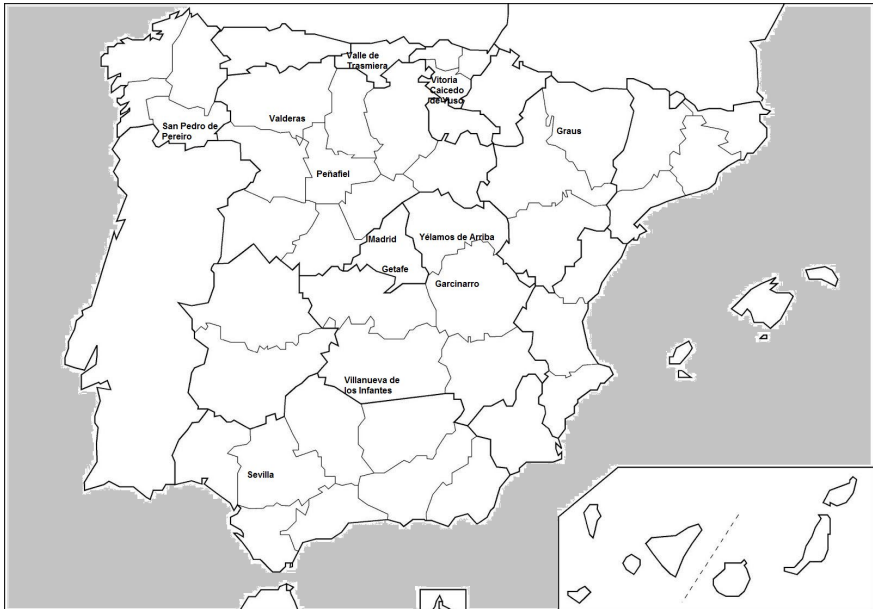 Valle de
Trasmiera
Vitoria
Caicedo
de Yuso
Valderas
San Pedro de
Pereiro
Graus
Peñafiel
Madrid
Yélamos de Arriba
Getafe
Garcinarro
Villanueva de
los Infantes
Sevilla